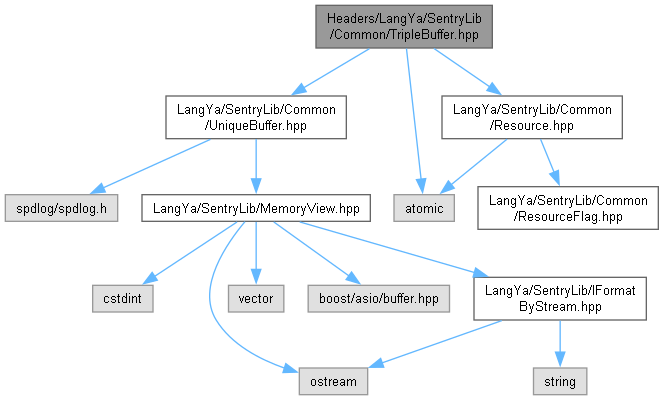 Headers/LangYa/SentryLib
/Common/TripleBuffer.hpp
LangYa/SentryLib/Common
/UniqueBuffer.hpp
LangYa/SentryLib/Common
/Resource.hpp
spdlog/spdlog.h
LangYa/SentryLib/MemoryView.hpp
atomic
LangYa/SentryLib/Common
/ResourceFlag.hpp
cstdint
vector
boost/asio/buffer.hpp
LangYa/SentryLib/IFormat
ByStream.hpp
ostream
string